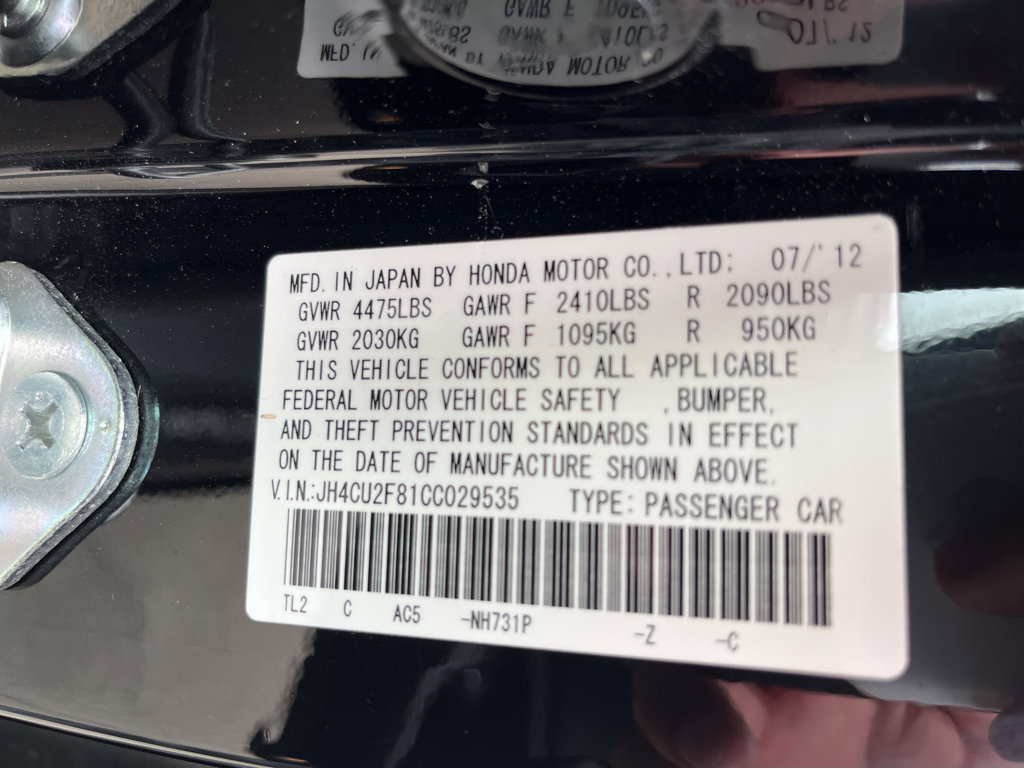 MFD. IN JAPAN BY HONDA MOTOR CO., LTD: 07/'12
GVWR 4475LBS GAWR F 2410LBS R 2090LBS
GVWR 2030KG GAWR F 1095KG R 950KG
THIS VEHICLE CONFORMS TO ALL APPLICABLE
FEDERAL MOTOR VEHICLE SAFETY , BUMPER,
AND THEFT PREVENTION STANDARDS IN EFFECT
ON THE DATE OF MANUFACTURE SHOWN ABOVE.
V.I.N.:JH4CU2F81CC029535 TYPE: PASSENGER CAR
TL2 C AC5 -NH731P -Z -C